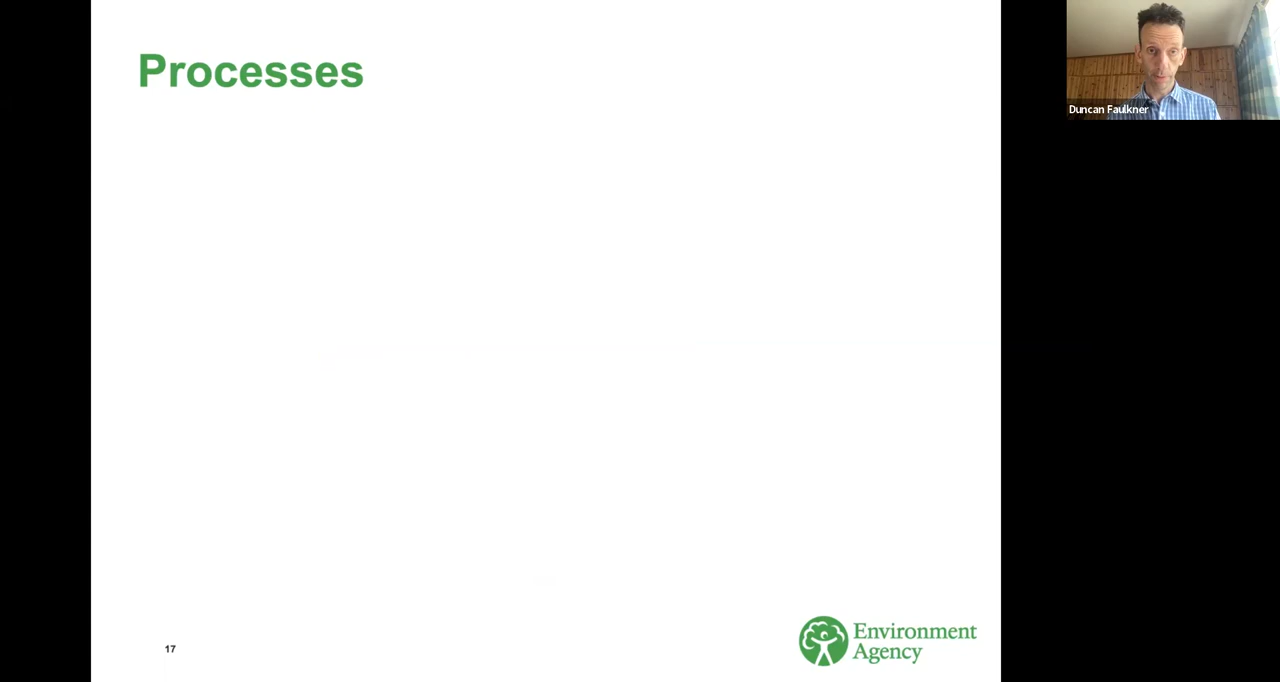 Processes
Duncan Faulkner
17
Environment
Agency